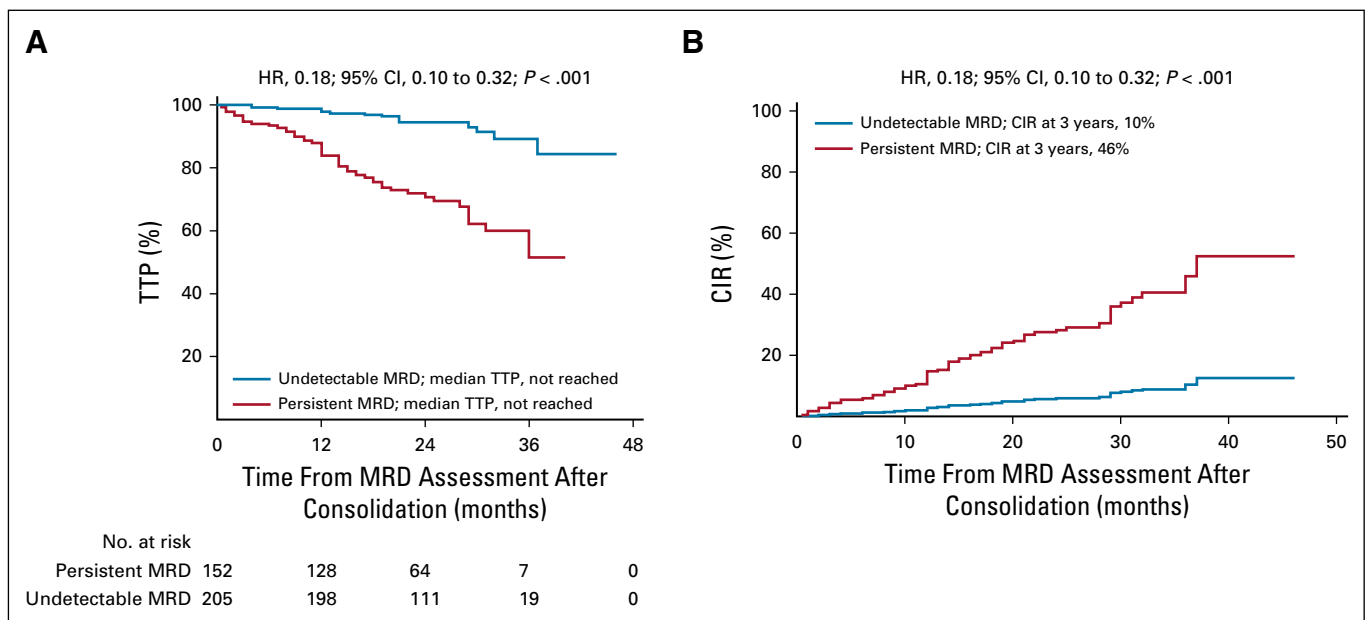 A
HR, 0.18; 95% CI, 0.10 to 0.32; P < .001
100
80
60
40
20
TTP (%)
Undetectable MRD; median TTP, not reached
Persistent MRD; median TTP, not reached
0
12
24
36
48
Time From MRD Assessment After
Consolidation (months)
No. at risk
Persistent MRD 152 128 64 7 0
Undetectable MRD 205 198 111 19 0
B
HR, 0.18; 95% CI, 0.10 to 0.32; P < .001
100
80
60
40
20
CIR (%)
Undetectable MRD; CIR at 3 years, 10%
Persistent MRD; CIR at 3 years, 46%
0
10
20
30
40
50
Time From MRD Assessment After
Consolidation (months)